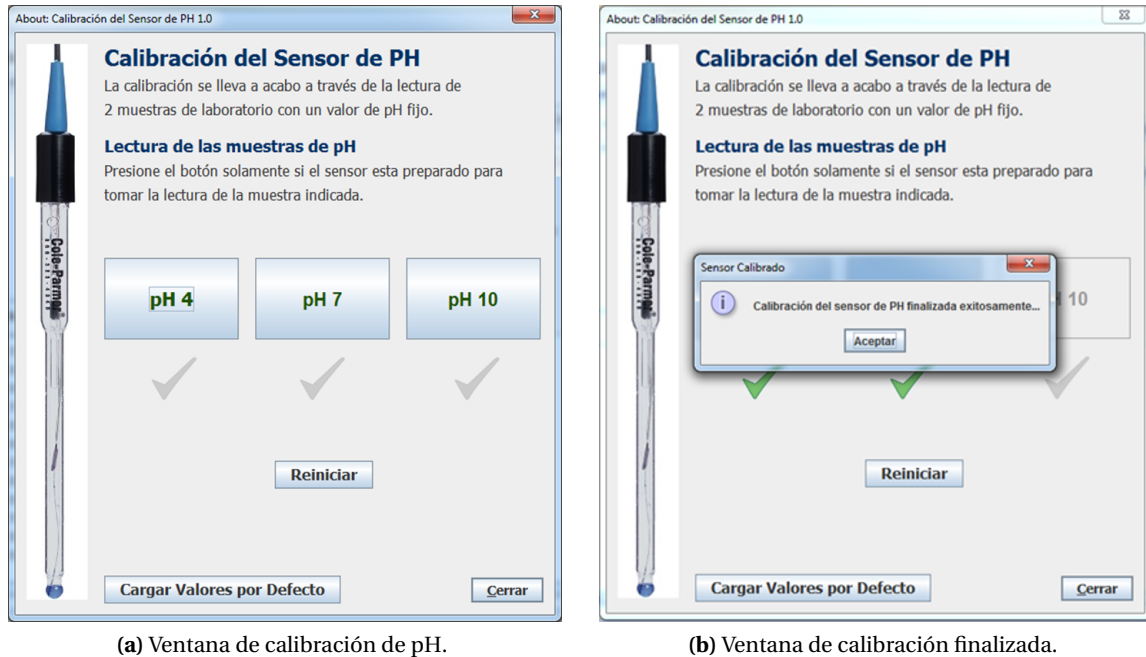 About: Calibración del Sensor de PH 1.0
Calibración del Sensor de PH
La calibración se lleva a acabo a través de la lectura de
2 muestras de laboratorio con un valor de pH fijo.
Lectura de las muestras de pH
Presione el botón solamente si el sensor esta preparado para
tomar la lectura de la muestra indicada.
Cole-Parmer
pH 4
pH 7
pH 10
Reiniciar
Cargar Valores por Defecto
Cerrar
(a) Ventana de calibración de pH.
About: Calibración del Sensor de PH 1.0
Calibración del Sensor de PH
La calibración se lleva a acabo a través de la lectura de
2 muestras de laboratorio con un valor de pH fijo.
Lectura de las muestras de pH
Presione el botón solamente si el sensor esta preparado para
tomar la lectura de la muestra indicada.
Cole-Parmer
Sensor Calibrado
Calibración del sensor de PH finalizada exitosamente...
Aceptar
10
Reiniciar
Cargar Valores por Defecto
Cerrar
(b) Ventana de calibración finalizada.